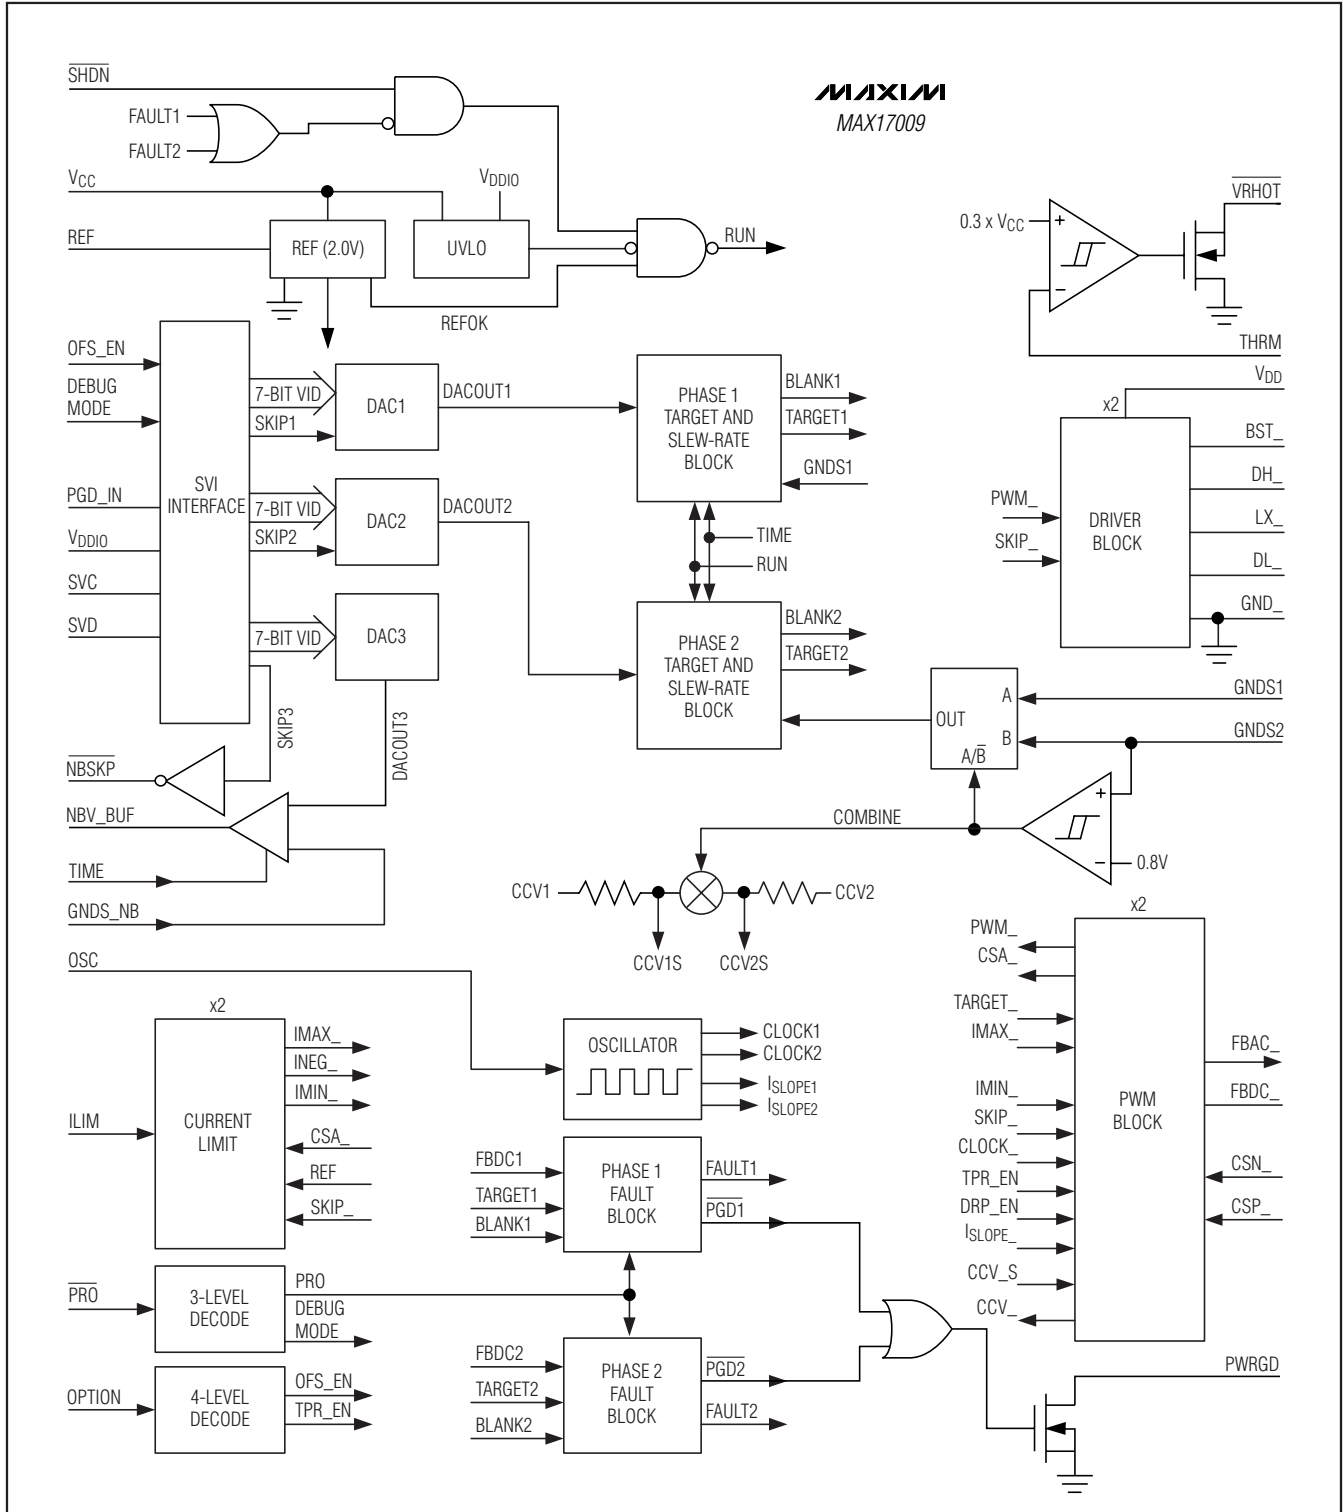 SHDN
FAULT1
FAULT2
MAXIM
MAX17009
VCC
VDDIO
REF
REF (2.0V)
UVLO
RUN
REFOK
0.3 x VCC
+
−
VRHOT
THRM
OFS_EN
DEBUG
MODE
PGD_IN
VDDIO
SVC
SVD
SVI
INTERFACE
7-BIT VID
SKIP1
DAC1
DACOUT1
7-BIT VID
SKIP2
DAC2
DACOUT2
7-BIT VID
DAC3
SKIP3
DACOUT3
PHASE 1
TARGET AND
SLEW-RATE
BLOCK
BLANK1
TARGET1
GNDS1
TIME
RUN
PHASE 2
TARGET AND
SLEW-RATE
BLOCK
BLANK2
TARGET2
VDD
x2
PWM_
SKIP_
DRIVER
BLOCK
BST_
DH_
LX_
DL_
GND_
OUT
A
B
A/B
GNDS1
GNDS2
+
−
0.8V
COMBINE
NBSKP
NBV_BUF
TIME
GNDS_NB
CCV1
CCV2
CCV1S
CCV2S
OSC
OSCILLATOR
CLOCK1
CLOCK2
ISLOPE1
ISLOPE2
x2
ILIM
CURRENT
LIMIT
IMAX_
INEG_
IMIN_
CSA_
REF
SKIP_
FBDC1
TARGET1
BLANK1
PHASE 1
FAULT
BLOCK
FAULT1
PGD1
PRO
3-LEVEL
DECODE
PRO
DEBUG
MODE
OPTION
4-LEVEL
DECODE
OFS_EN
TPR_EN
FBDC2
TARGET2
BLANK2
PHASE 2
FAULT
BLOCK
PGD2
FAULT2
x2
PWM_
CSA_
TARGET_
IMAX_
IMIN_
SKIP_
CLOCK_
TPR_EN
DRP_EN
ISLOPE_
CCV_S
CCV_
PWM
BLOCK
FBAC_
FBDC_
CSN_
CSP_
PWRGD